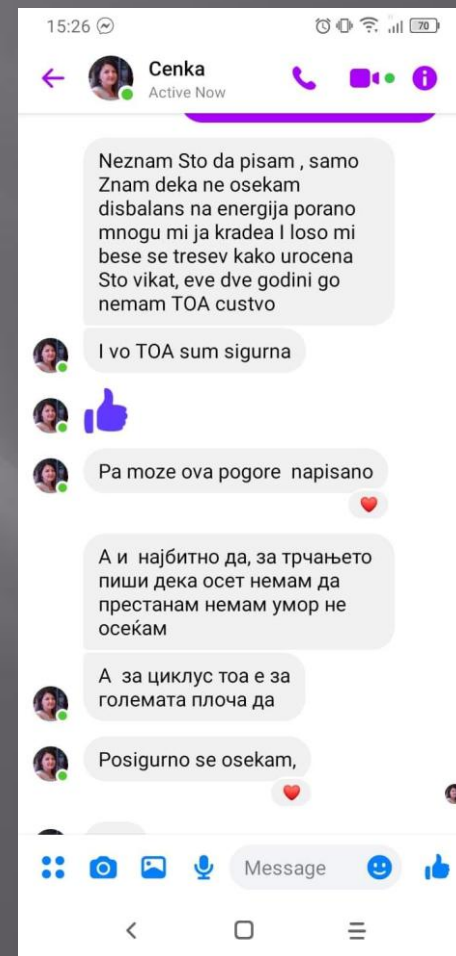 15:26
70
Cenka
Active Now
Neznam Sto da pisam , samo
Znam deka ne osekam
disbalans na energija porano
mnogu mi ja kradea I loso mi
bese se tresev kako urocena
Sto vikat, eve dve godini go
nemam TOA custvo
I vo TOA sum sigurna
Pa moze ova pogore napisano
А и најбитно да, за трчањето
пиши дека осет немам да
престанам немам умор не
осеќам
А за циклус тоа е за
големата плоча да
Posigurno se osekam,
Message